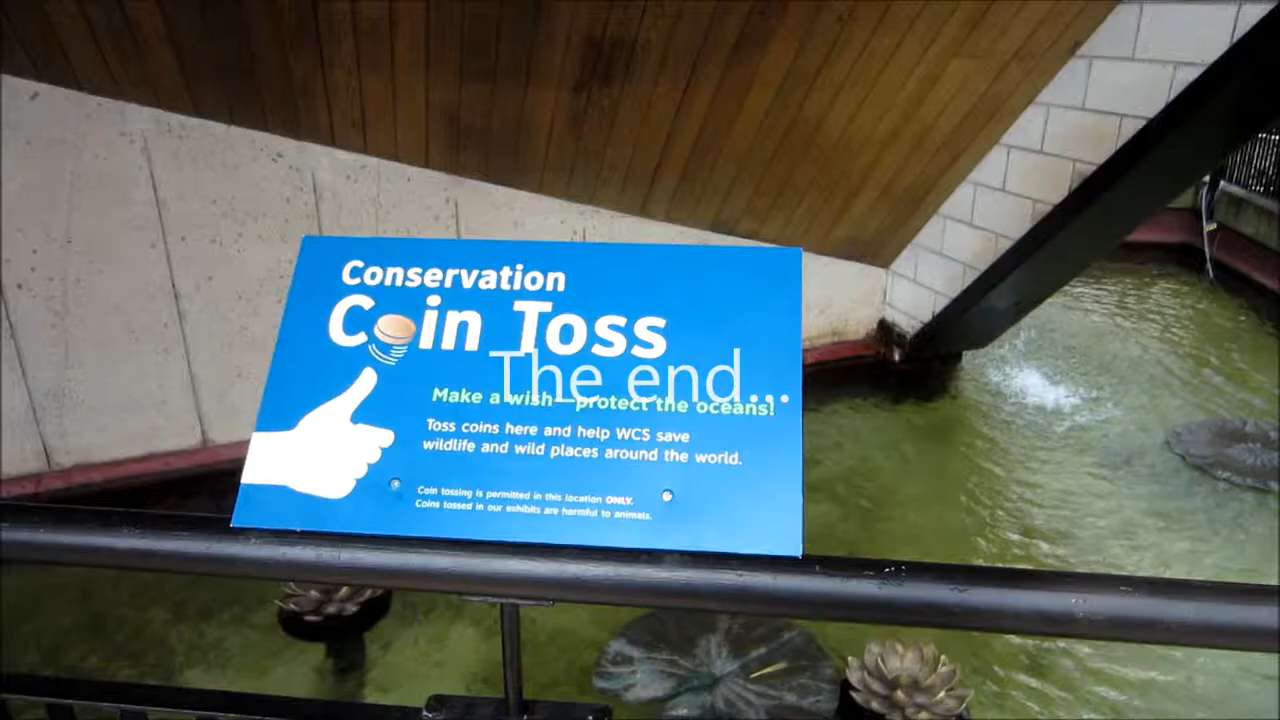 Conservation
Coin Toss
The end...
Make a wish—protect the oceans!
Toss coins here and help WCS save
wildlife and wild places around the world.
Coin tossing is permitted in this location ONLY.
Coins tossed in our exhibits are harmful to animals.